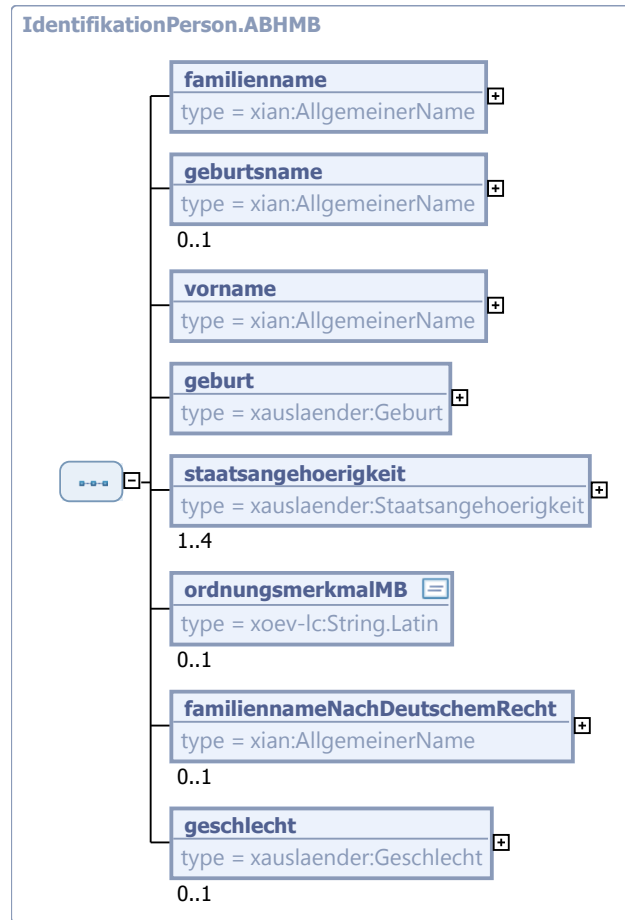 IdentifikationPerson.ABHMB
familienname
type = xian:AllgemeinerName
geburtsname
type = xian:AllgemeinerName
0..1
vorname
type = xian:AllgemeinerName
geburt
type = xauslaender:Geburt
staatsangehoerigkeit
type = xauslaender:Staatsangehoerigkeit
1..4
ordnungsmerkmalMB
type = xoev-lc:String.Latin
0..1
familiennameNachDeutschemRecht
type = xian:AllgemeinerName
0..1
geschlecht
type = xauslaender:Geschlecht
0..1